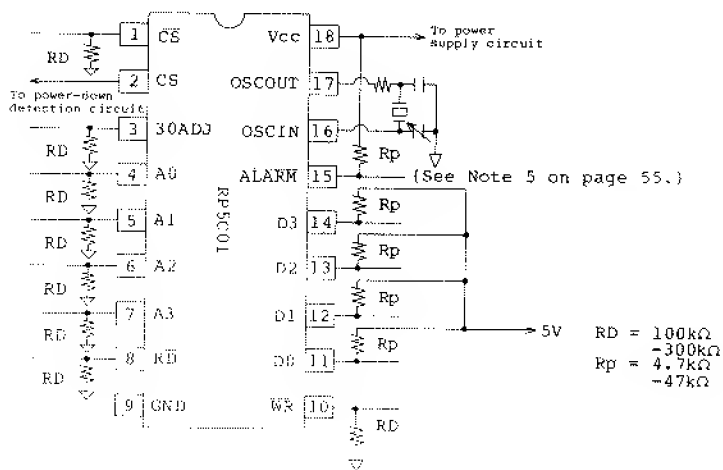 1 C̅S̅ Vcc 18 To power
supply circuit
RD
2 CS OSCOUT 17
To power-down
detection circuit
3 30ADJ OSCIN 16
RD Rp
4 A0 ALARM 15 (See Note 5 on page 55.)
RD RP5C01 Rp
5 A1 D3 14
RD Rp
6 A2 D2 13
RD Rp
7 A3 D1 12
5V RD = 100kΩ
-300kΩ
RD Rp
8 R̅D̅ D0 11 Rp = 4.7kΩ
-47kΩ
RD
9 GND W̅R̅ 10
RD